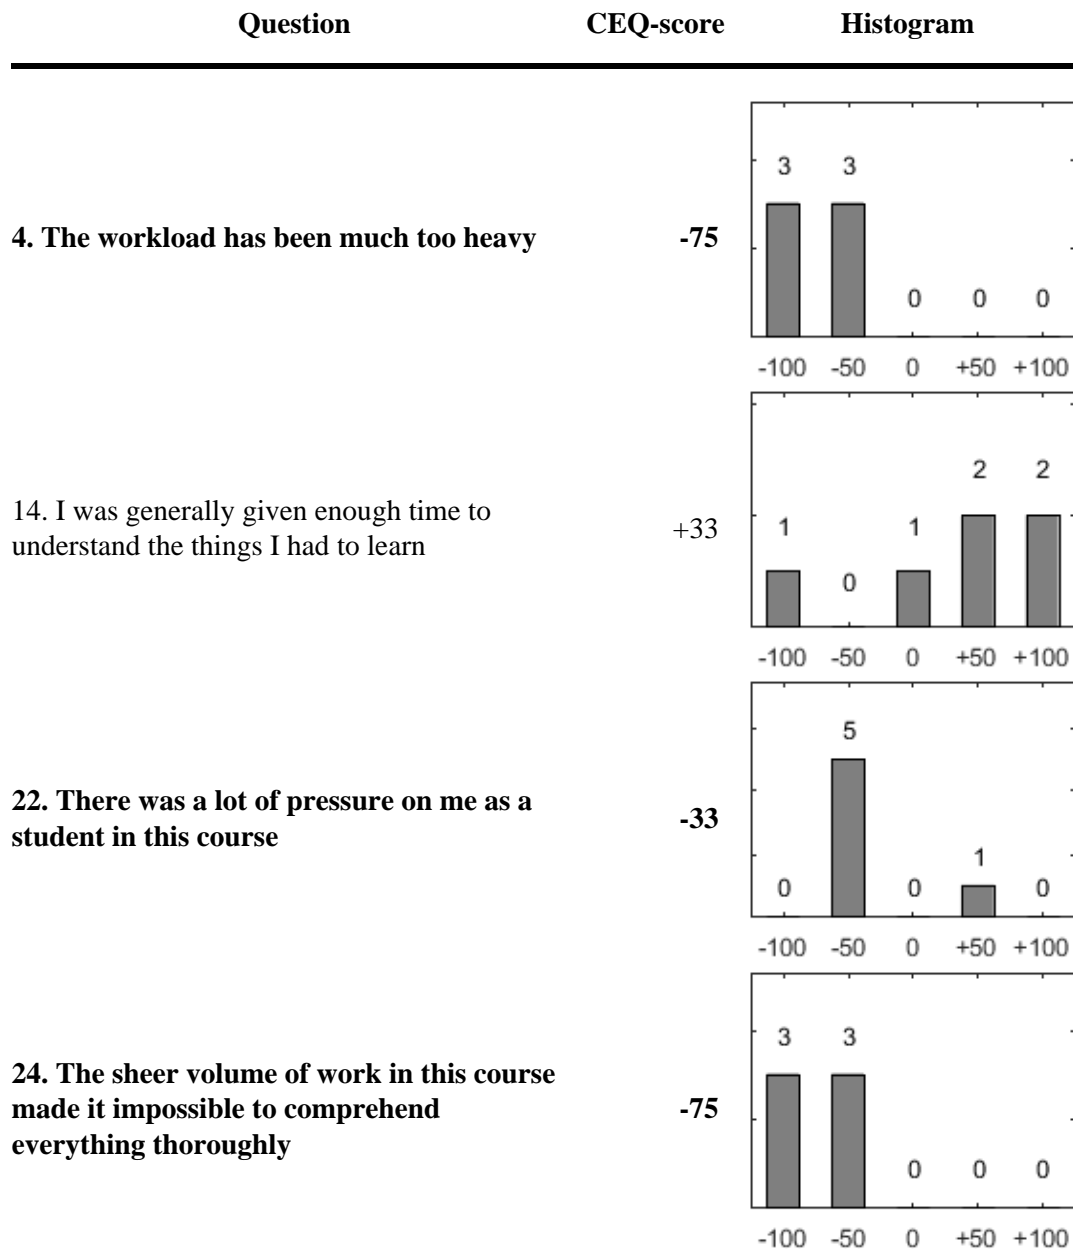 Question CEQ-score Histogram
3 3
4. The workload has been much too heavy -75
0 0 0
-100 -50 0 +50 +100
2 2
14. I was generally given enough time to
understand the things I had to learn
+33
1 1
0
-100 -50 0 +50 +100
5
22. There was a lot of pressure on me as a
student in this course
-33
1
0 0 0
-100 -50 0 +50 +100
3 3
24. The sheer volume of work in this course
made it impossible to comprehend
everything thoroughly
-75
0 0 0
-100 -50 0 +50 +100